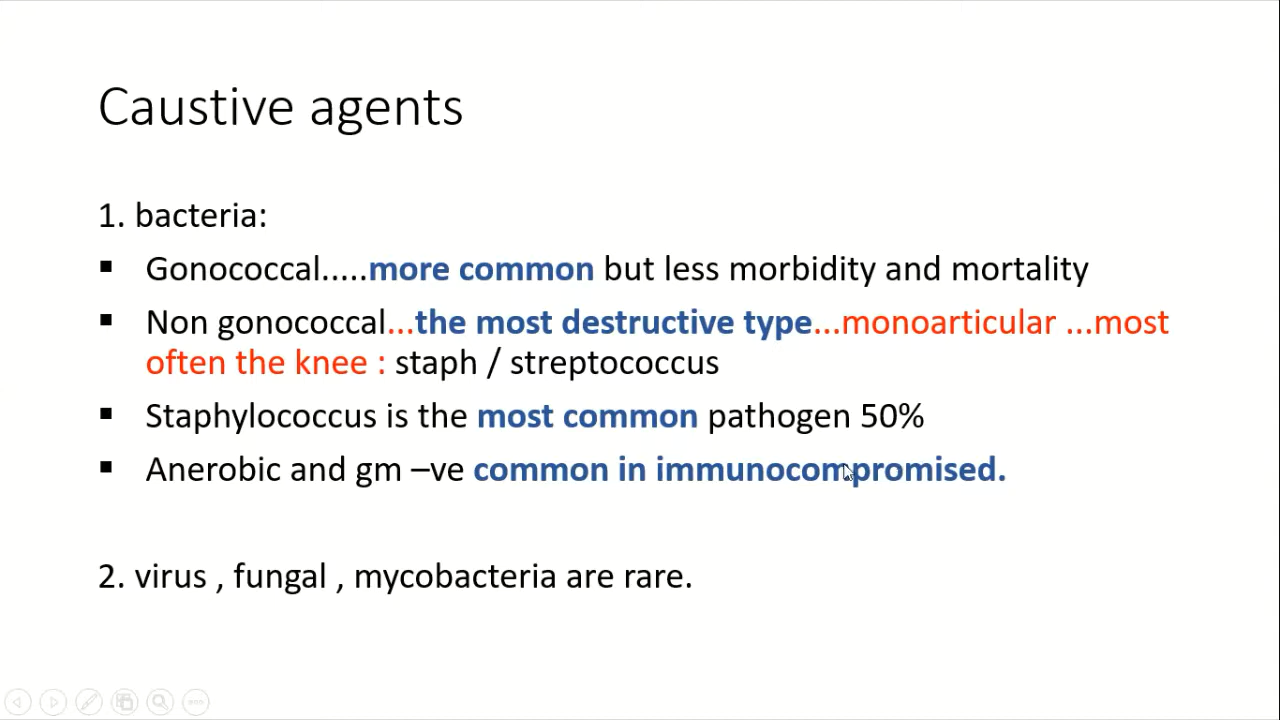 Caustive agents
1. bacteria:
▪ Gonococcal.....more common but less morbidity and mortality
▪ Non gonococcal...the most destructive type...monoarticular ...most
often the knee : staph / streptococcus
▪ Staphylococcus is the most common pathogen 50%
▪ Anerobic and gm –ve common in immunocompromised.
2. virus , fungal , mycobacteria are rare.